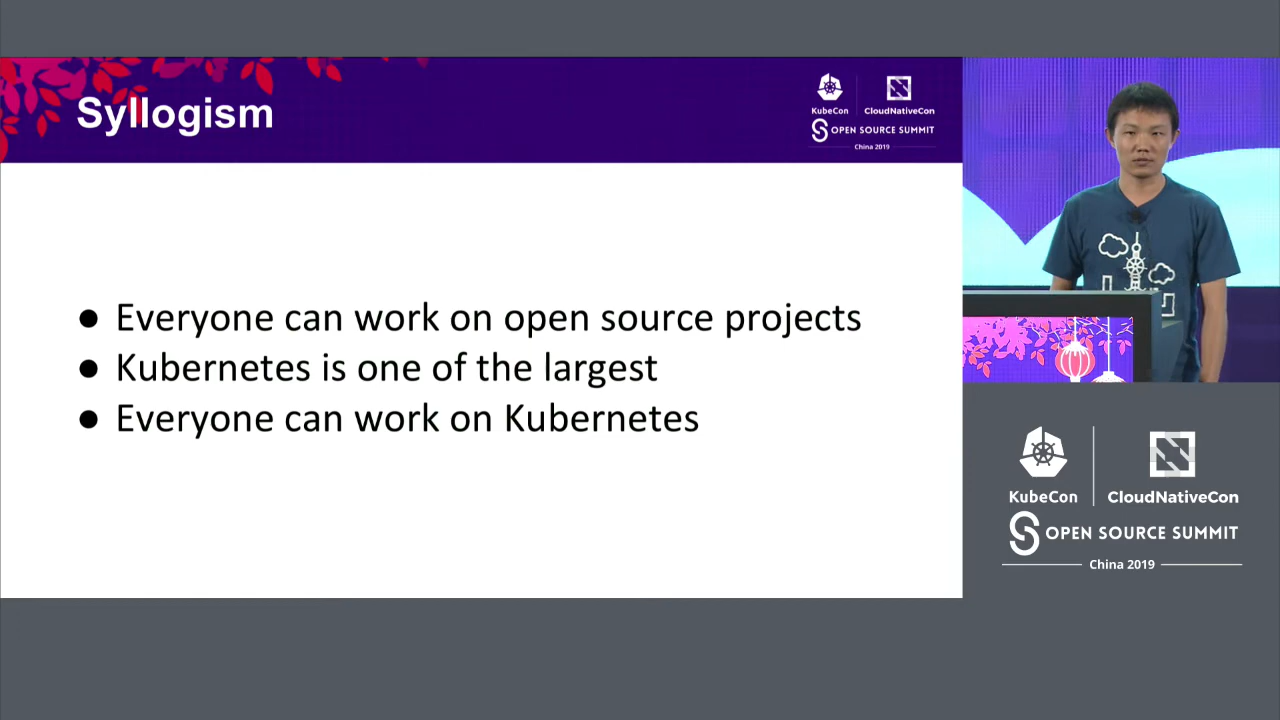 Syllogism
KubeCon
CloudNativeCon
OPEN SOURCE SUMMIT
China 2019
● Everyone can work on open source projects
● Kubernetes is one of the largest
● Everyone can work on Kubernetes
KubeCon
CloudNativeCon
OPEN SOURCE SUMMIT
China 2019